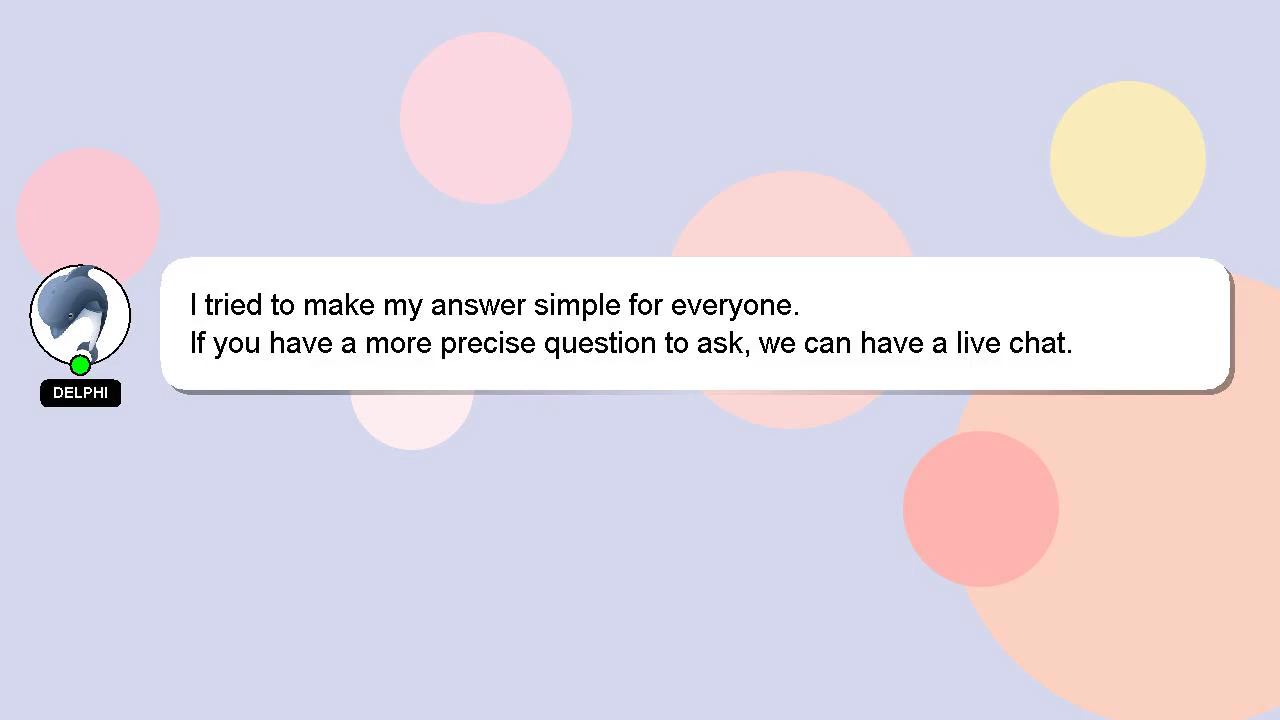 I tried to make my answer simple for everyone.
If you have a more precise question to ask, we can have a live chat.
DELPHI